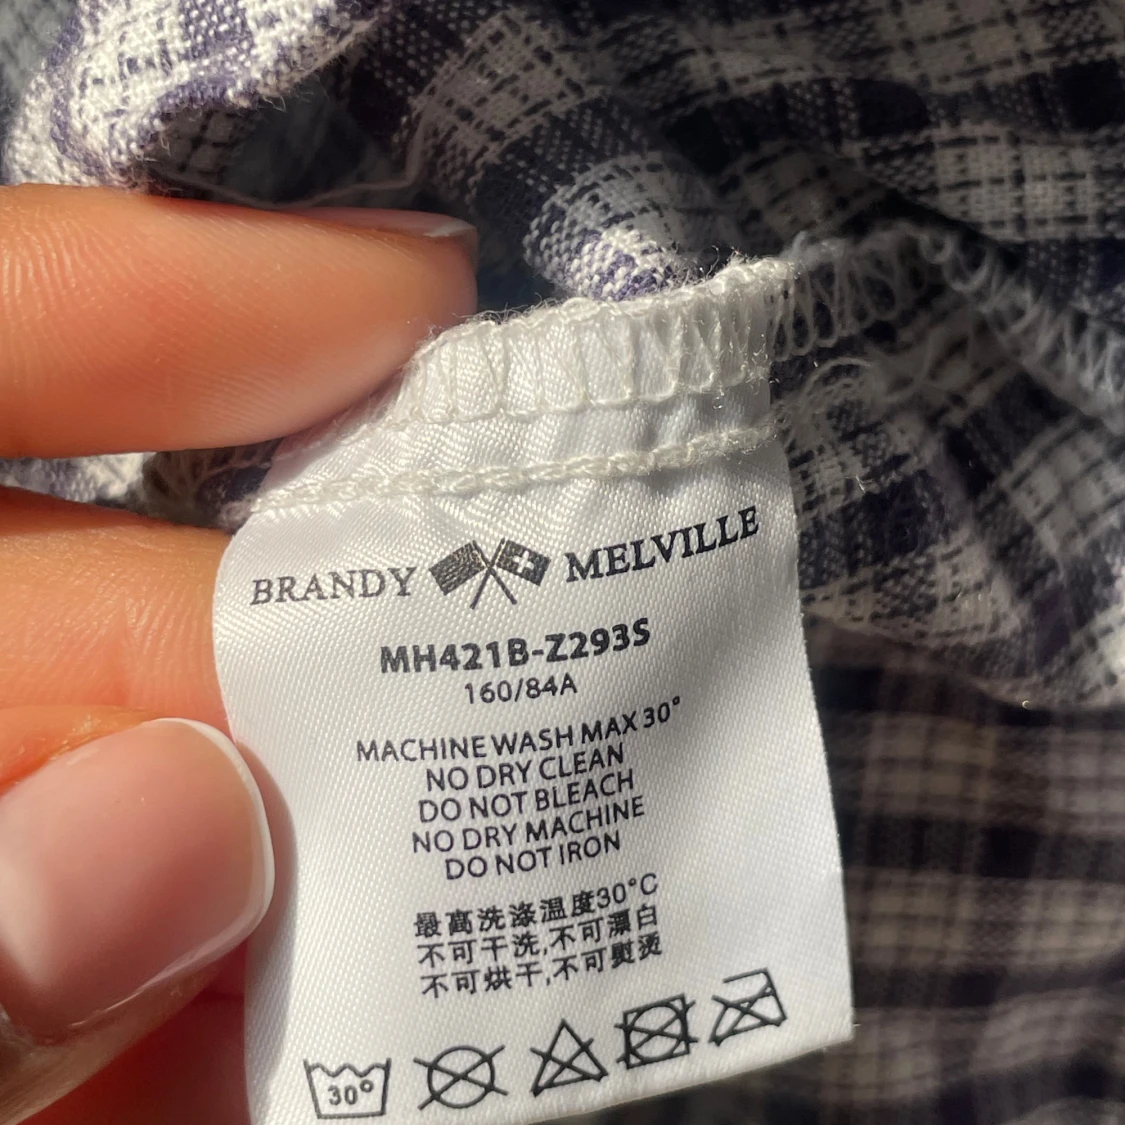 BRANDY MELVILLE
MH421B-Z293S
160/84A
MACHINE WASH MAX 30°
NO DRY CLEAN
DO NOT BLEACH
NO DRY MACHINE
DO NOT IRON
最高洗涤温度30°C
不可干洗,不可漂白
不可烘干,不可熨烫
30°